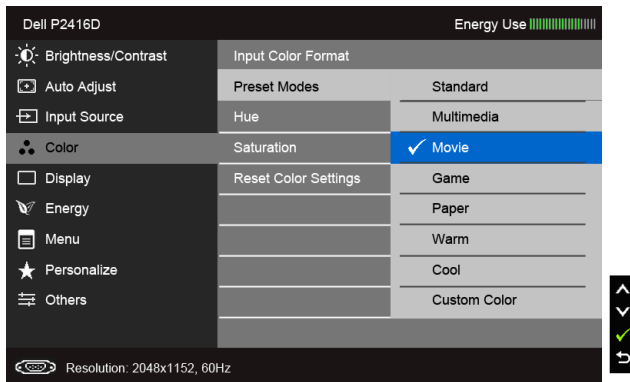 Dell P2416D Energy Use
Brightness/Contrast Input Color Format
Auto Adjust Preset Modes Standard
Input Source Hue Multimedia
Color Saturation Movie
Display Reset Color Settings Game
Energy Paper
Menu Warm
Personalize Cool
Others Custom Color
Resolution: 2048x1152, 60Hz